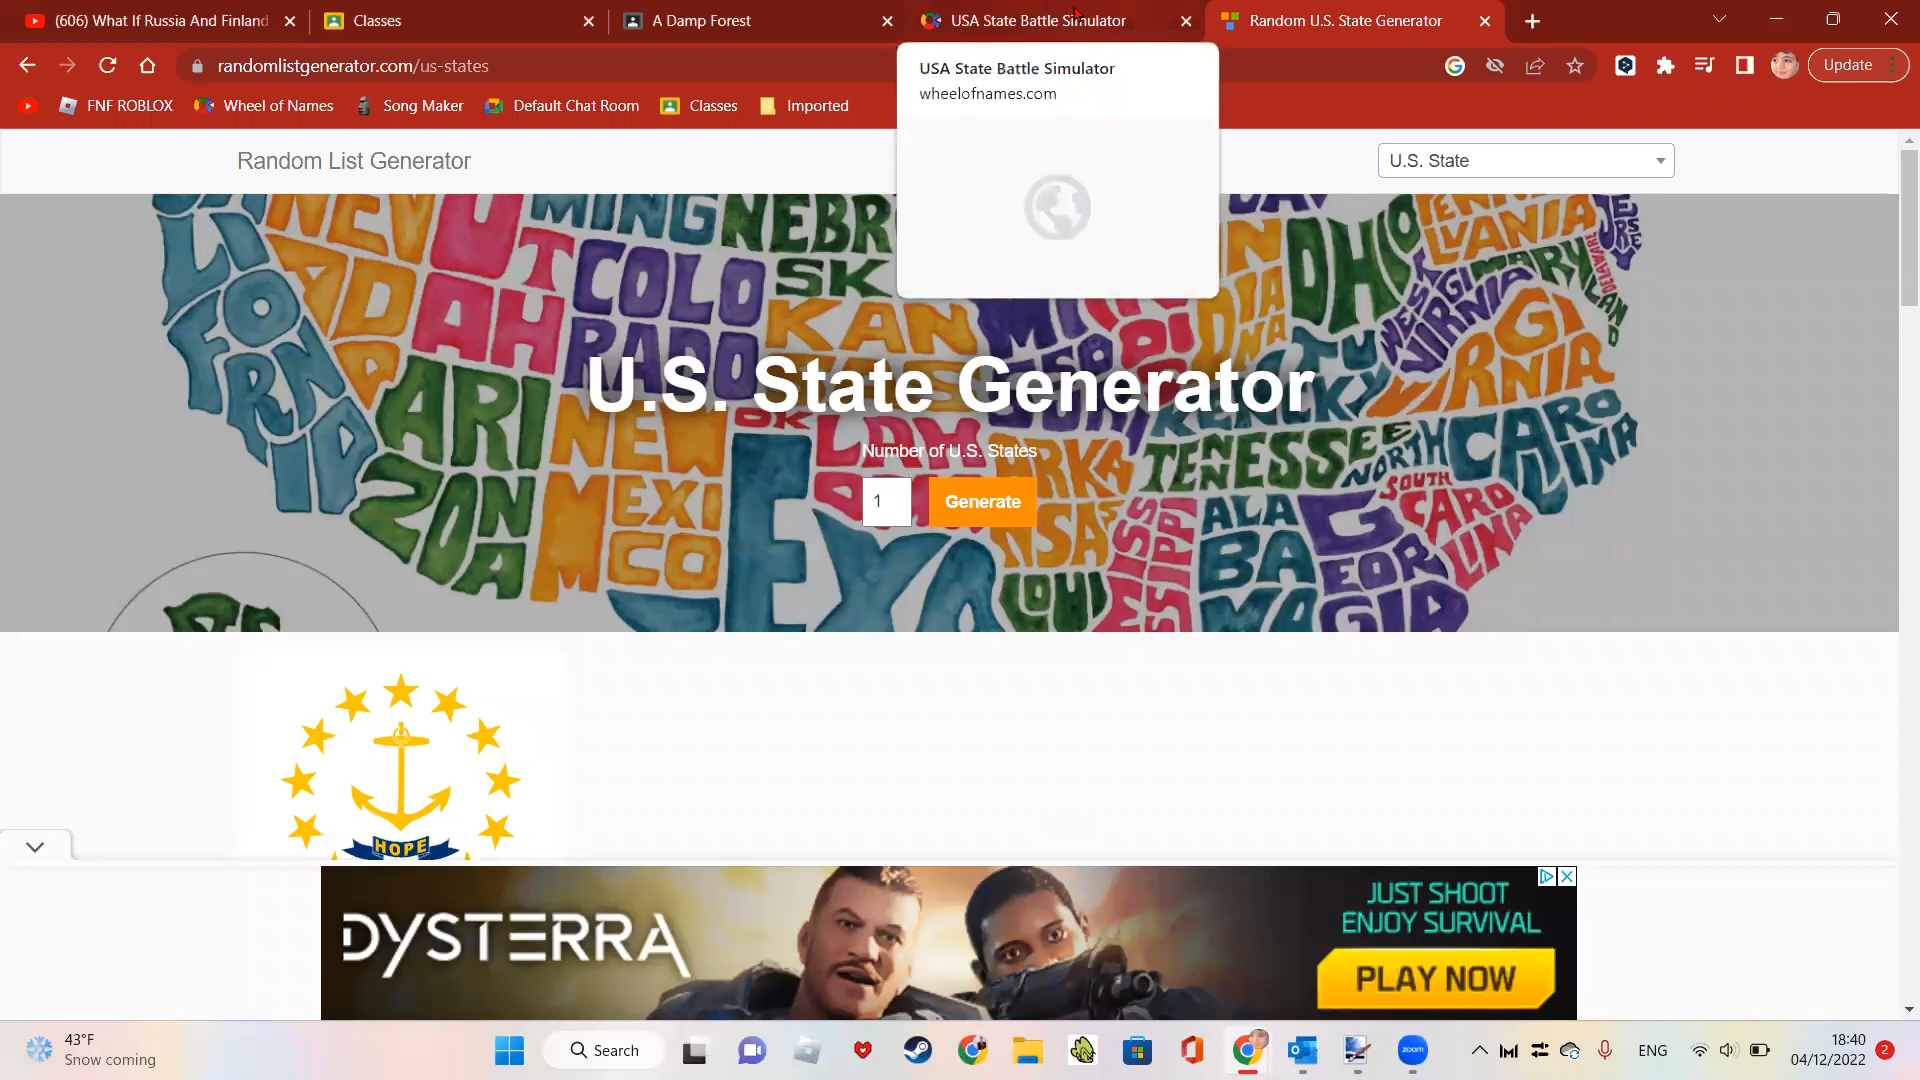 (606) What If Russia And Finland
Classes
A Damp Forest
USA State Battle Simulator
Random U.S. State Generator
randomlistgenerator.com/us-states
Update
USA State Battle Simulator
wheelofnames.com
FNF ROBLOX
Wheel of Names
Song Maker
Default Chat Room
Classes
Imported
Random List Generator
U.S. State
U.S. State Generator
Number of U.S. States
1
Generate
HOPE
DYSTERRA
JUST SHOOT
ENJOY SURVIVAL
PLAY NOW
43°F
Snow coming
Search
zoom
ENG
18:40
04/12/2022
2